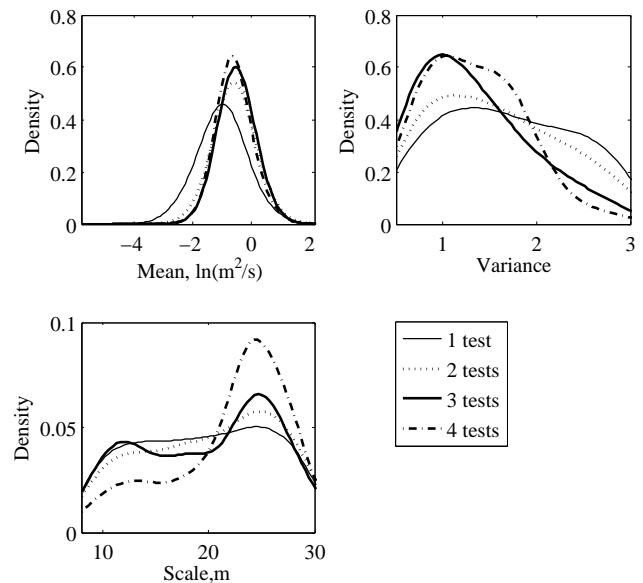 0.8
0.6
0.4
0.2
0
Density
−4 −2 0 2
Mean, ln(m²/s)
0.8
0.6
0.4
0.2
0
Density
1 2 3
Variance
0.1
0.05
0
Density
10 20 30
Scale,m
1 test
2 tests
3 tests
4 tests